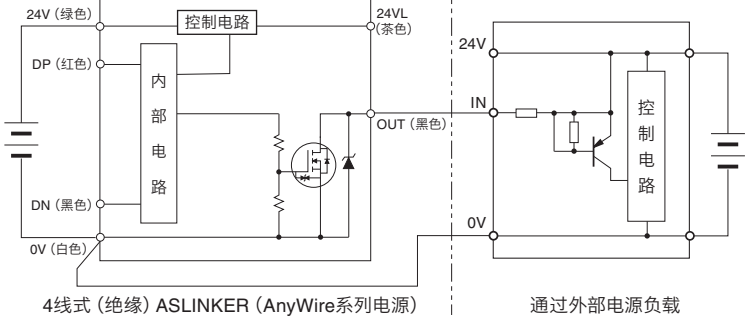 24V（绿色）
控制电路
24VL
（茶色）
DP（红色）
内部电路
OUT（黑色）
DN（黑色）
0V（白色）
24V
IN
控制电路
0V
4线式（绝缘）ASLINKER（AnyWire系列电源）
通过外部电源负载